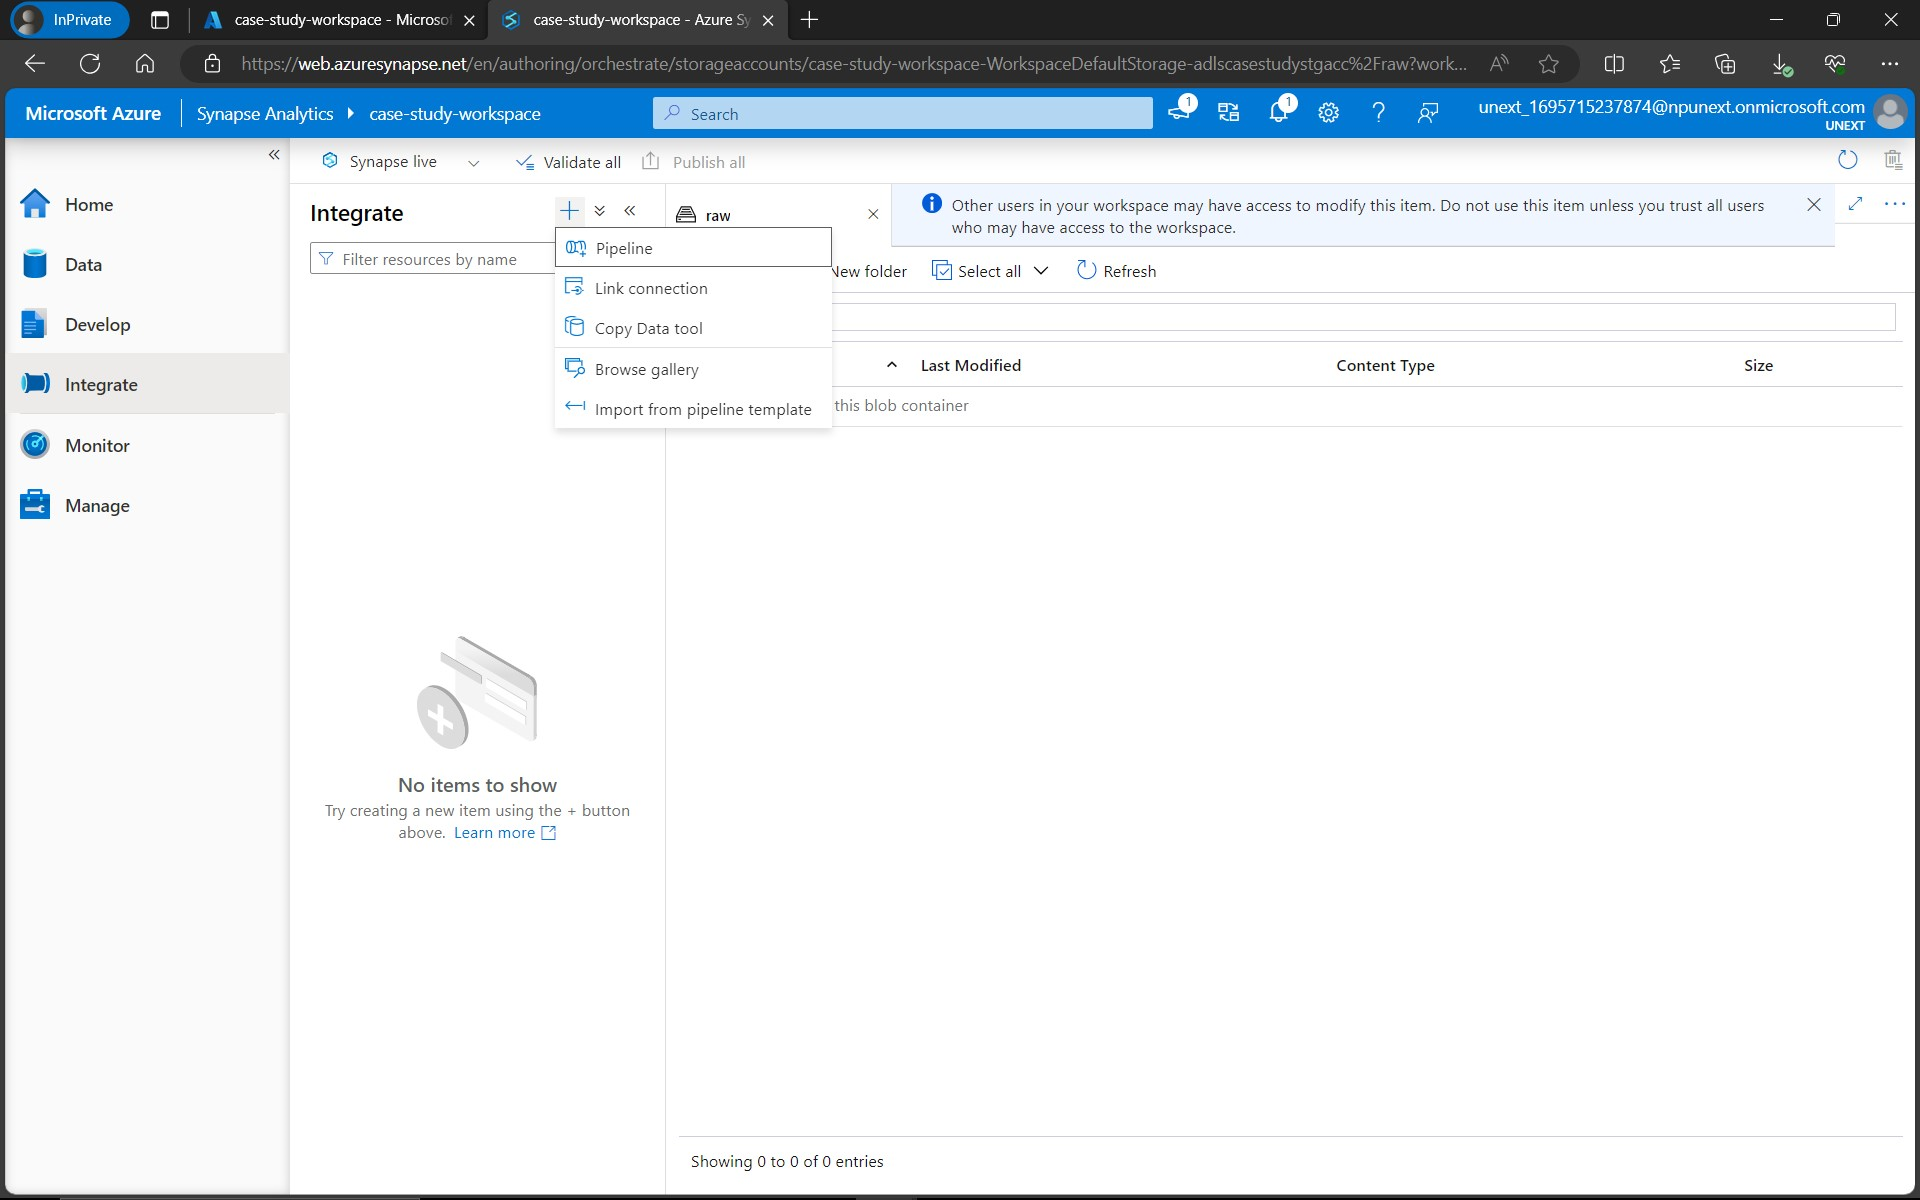 InPrivate
case-study-workspace - Microso
case-study-workspace - Azure Sy
https://web.azuresynapse.net/en/authoring/orchestrate/storageaccounts/case-study-workspace-WorkspaceDefaultStorage-adlscasestudystgacc%2Fraw?work...
Microsoft Azure
Synapse Analytics
case-study-workspace
Search
1
1
unext_1695715237874@npunext.onmicrosoft.com
UNEXT
Synapse live
Validate all
Publish all
Home
Data
Develop
Integrate
Monitor
Manage
Integrate
Filter resources by name
Pipeline
Link connection
Copy Data tool
Browse gallery
Import from pipeline template
No items to show
Try creating a new item using the + button
above. Learn more
raw
Other users in your workspace may have access to modify this item. Do not use this item unless you trust all users
who may have access to the workspace.
New folder
Select all
Refresh
Last Modified
Content Type
Size
this blob container
Showing 0 to 0 of 0 entries